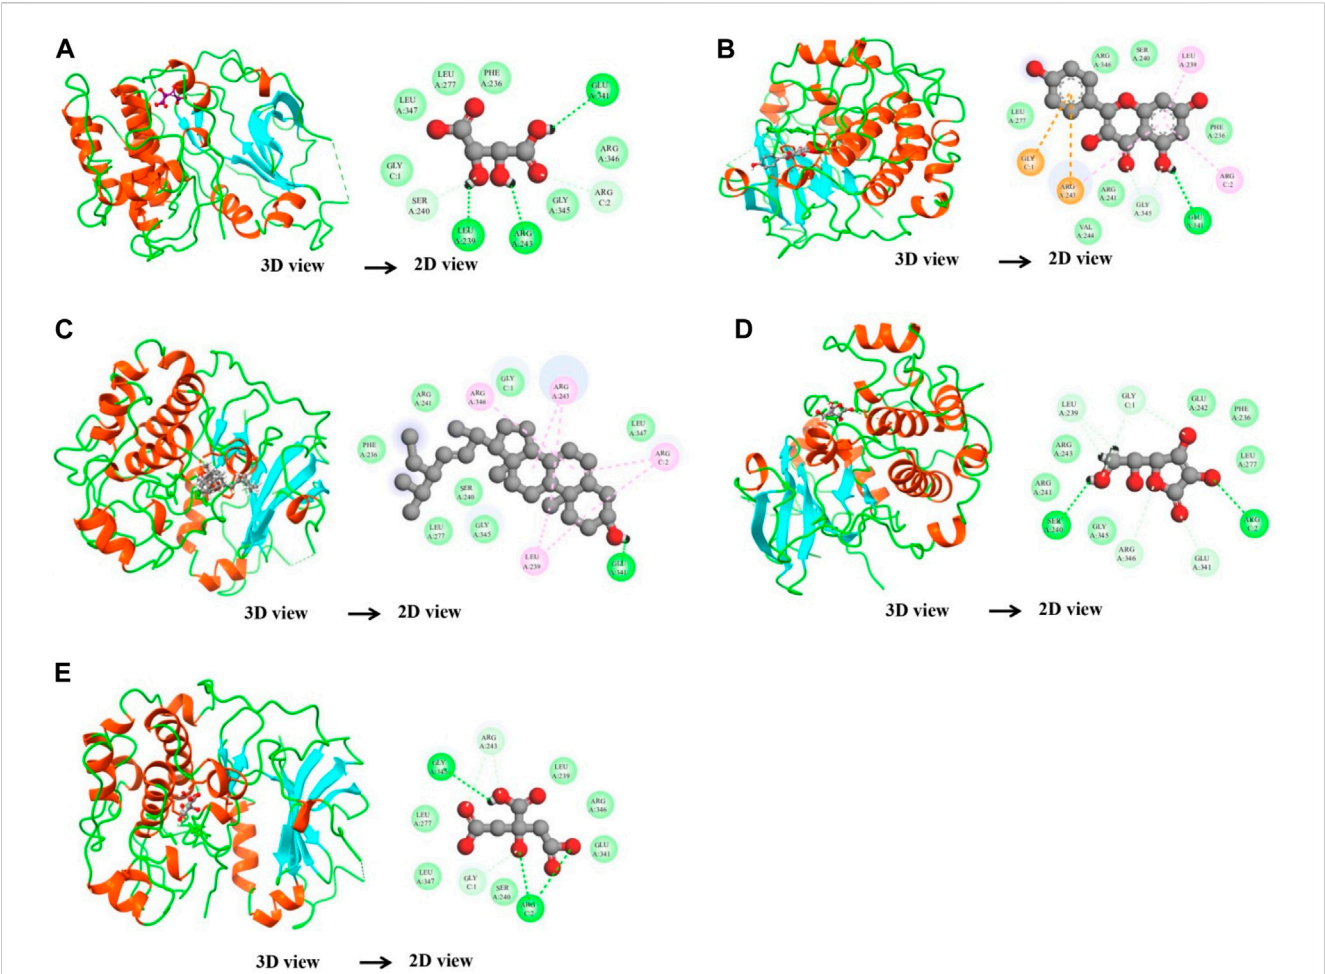 A
LEU
A:277
PHE
A:236
GLU
A:341
LEU
A:347
ARG
A:346
GLY
C:1
SER
A:240
ARG
C:2
GLY
A:345
LEU
A:239
ARG
A:243
3D view
2D view
B
ARG
A:346
SER
A:240
LEU
A:239
LEU
A:277
PHE
A:236
GLY
C:1
ARG
A:243
ARG
A:241
GLY
A:345
ARG
C:2
GLU
A:341
VAL
A:244
3D view
2D view
C
GLY
C:1
ARG
A:243
ARG
A:346
ARG
A:241
LEU
A:347
PHE
A:236
ARG
C:2
SER
A:240
LEU
A:277
GLY
A:345
LEU
A:239
GLU
A:341
3D view
2D view
D
LEU
A:239
GLY
C:1
GLU
A:242
PHE
A:236
ARG
A:243
LEU
A:277
ARG
A:241
SER
A:240
GLY
A:345
ARG
A:346
GLU
A:341
ARG
C:2
3D view
2D view
E
ARG
A:243
GLY
A:345
LEU
A:239
ARG
A:346
LEU
A:277
GLU
A:341
LEU
A:347
GLY
C:1
SER
A:240
ARG
C:2
3D view
2D view